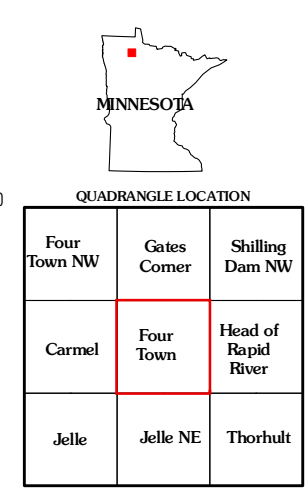 MINNESOTA
QUADRANGLE LOCATION
Four
Town NW
Gates
Corner
Shilling
Dam NW
Carmel
Four
Town
Head of
Rapid
River
Jelle
Jelle NE
Thorhult